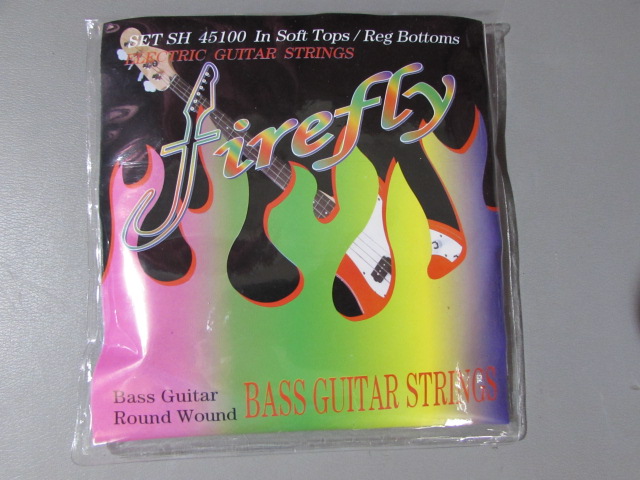 SET SH 45100 In Soft Tops / Reg Bottoms
ELECTRIC GUITAR STRINGS
firefly
Bass Guitar
Round Wound
BASS GUITAR STRINGS